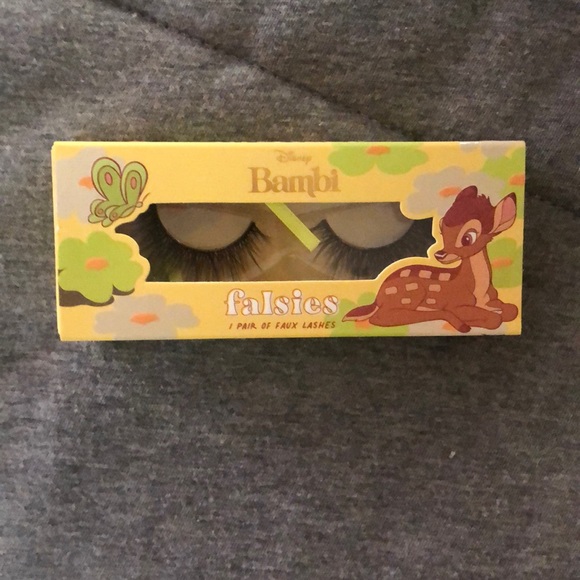 Disney
Bambi
falsies
1 PAIR OF FAUX LASHES